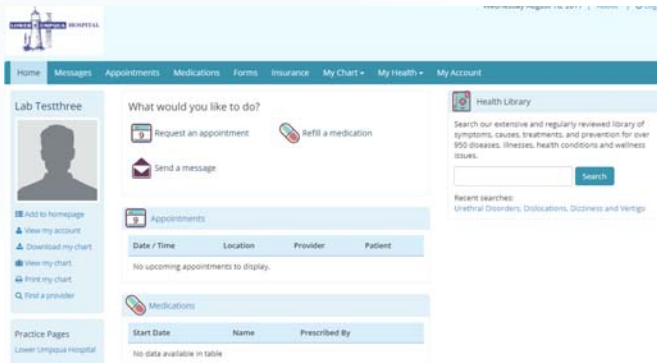 LOWER UMPQUA HOSPITAL
Home Messages Appointments Medications Forms Insurance My Chart My Health My Account
Lab Testthree
Add to homepage
View my account
Download my chart
View my chart
Print my chart
Find a provider
Practice Pages
Lower Umpqua Hospital
What would you like to do?
9 Request an appointment
Refill a medication
Send a message
9 Appointments
Date / Time Location Provider Patient
No upcoming appointments to display.
Medications
Start Date Name Prescribed By
No data available in table
Health Library
Search our extensive and regularly reviewed library of
symptoms, causes, treatments, and prevention for over
950 diseases, illnesses, health conditions and wellness
issues.
Search
Recent searches:
Urethral Disorders, Dislocations, Dizziness and Vertigo